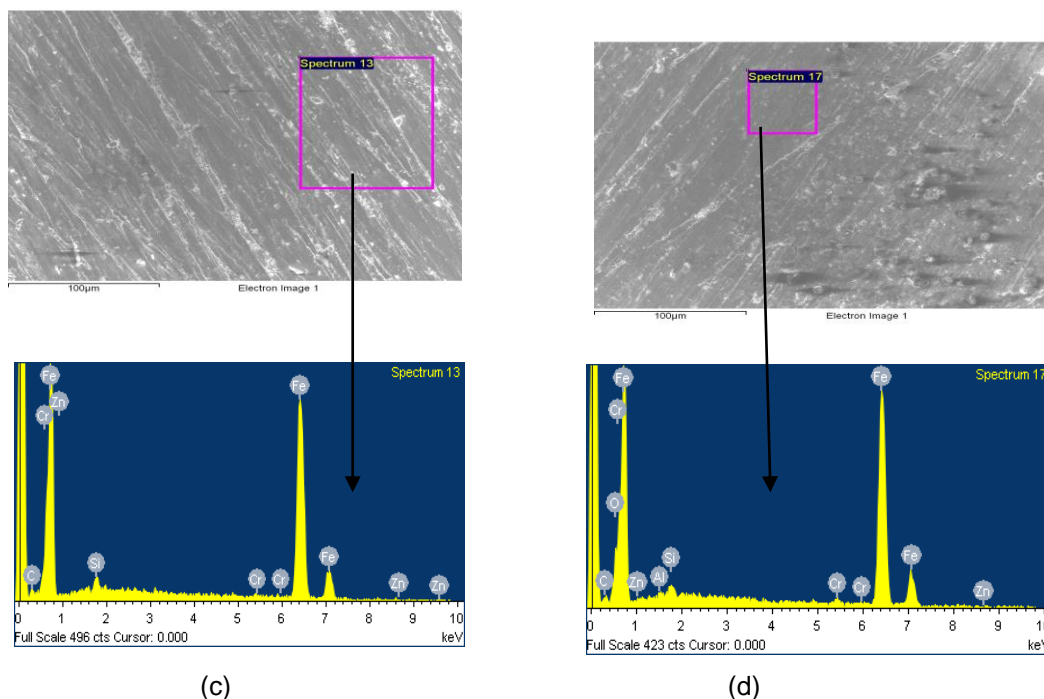 Spectrum 13
100µm
Electron Image 1
Spectrum 17
100µm
Electron Image 1
Spectrum 13
Fe
Zn
Cr
C
Si
Cr
Cr
Fe
Fe
Zn
Zn
0 1 2 3 4 5 6 7 8 9 10
Full Scale 496 cts Cursor: 0.000
keV
(c)
Spectrum 17
Fe
Cr
O
C
Zn
Al
Si
Cr
Cr
Fe
Fe
Zn
0 1 2 3 4 5 6 7 8 9 10
Full Scale 423 cts Cursor: 0.000
keV
(d)